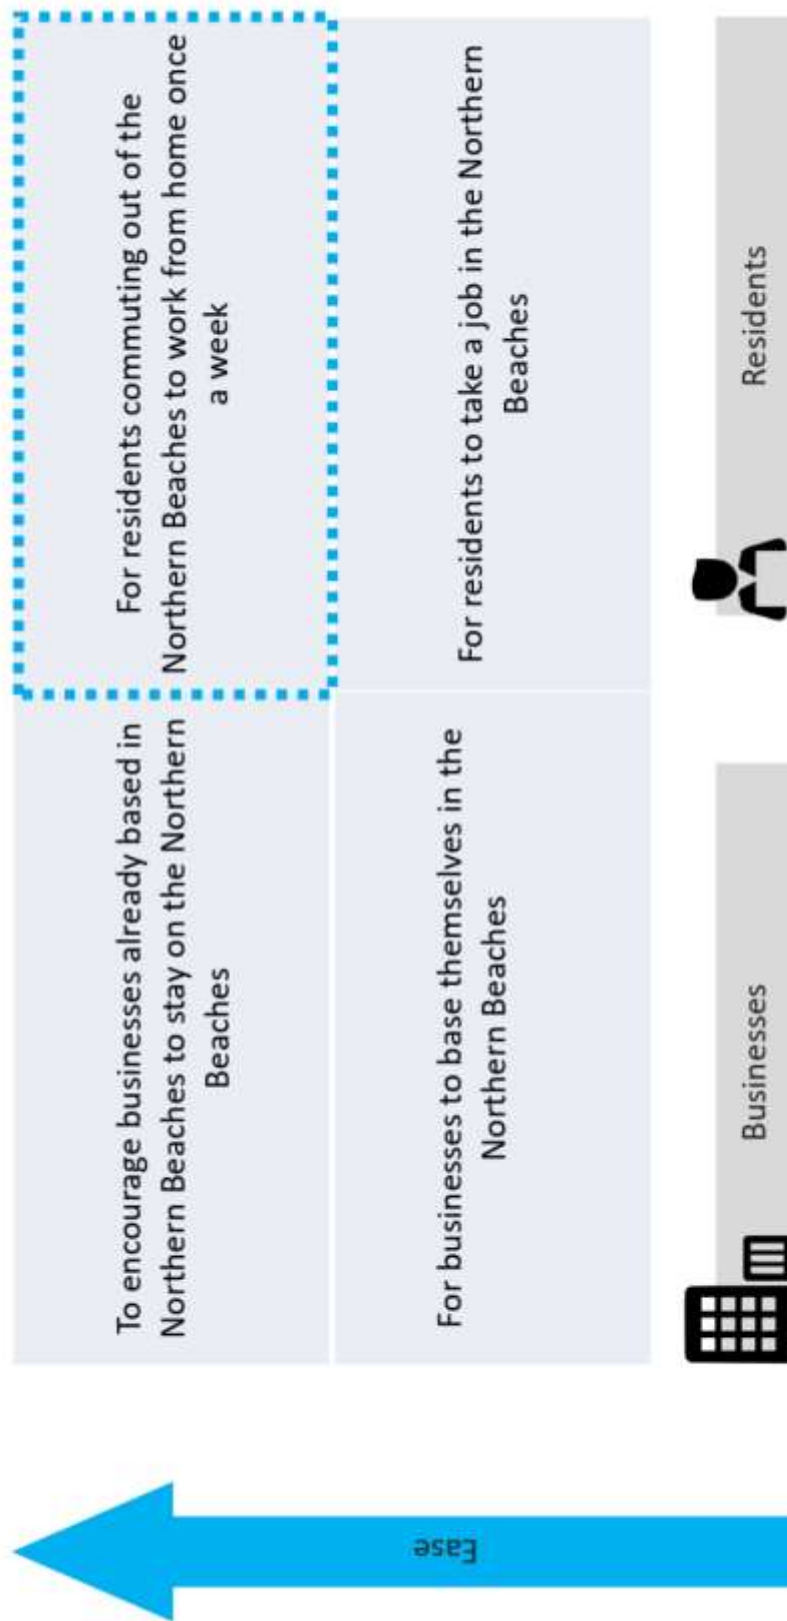 To encourage businesses already based in
Northern Beaches to stay on the Northern
Beaches
For residents commuting out of the
Northern Beaches to work from home once
a week
For businesses to base themselves in the
Northern Beaches
For residents to take a job in the Northern
Beaches
Businesses
Residents
Ease